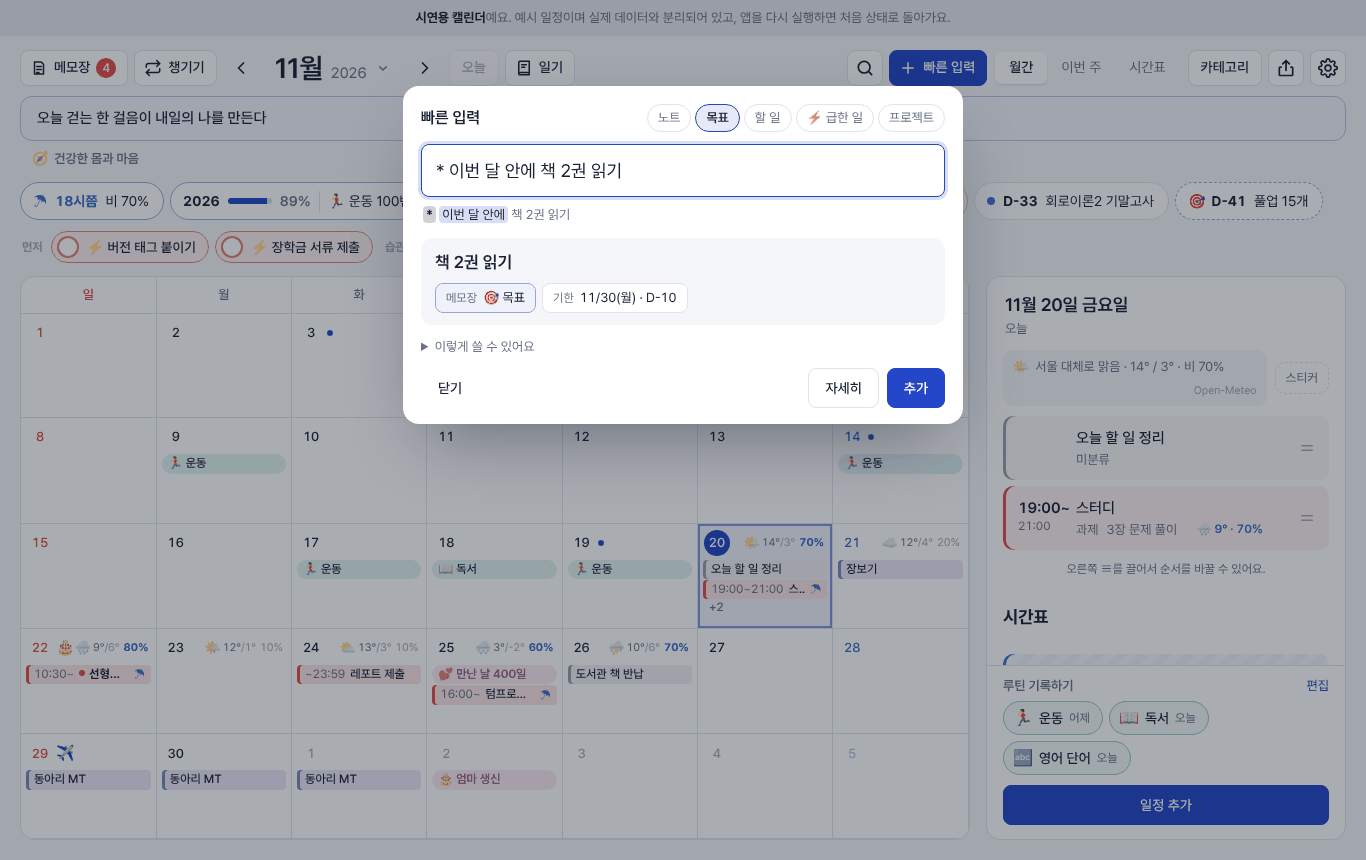 시연용 캘린더예요. 예시 일정이며 실제 데이터와 분리되어 있고, 앱을 다시 실행하면 처음 상태로 돌아가요.
메모장 4 챙기기 11월 2026 오늘 일기 빠른 입력 월간 이번 주 시간표 카테고리
오늘 걷는 한 걸음이 내일의 나를 만든다
건강한 몸과 마음
18시쯤 비 70% 2026 89% 운동 D-33 회로이론2 기말고사 D-41 풀업 15개
먼저 버전 태그 붙이기 장학금 서류 제출
빠른 입력 노트 목표 할 일 급한 일 프로젝트
* 이번 달 안에 책 2권 읽기
* 이번 달 안에 책 2권 읽기
책 2권 읽기
메모장 목표 기한 11/30(월) · D-10
이렇게 쓸 수 있어요
닫기 자세히 추가
일 월 화
1 2 3
8 9 10 11 12 13 14
운동 운동
15 16 17 18 19 20 14°/3° 70% 21 12°/4° 20%
운동 독서 운동 오늘 할 일 정리 장보기
19:00~21:00 스..
+2
22 9°/6° 80% 23 12°/1° 10% 24 13°/3° 10% 25 3°/-2° 60% 26 10°/6° 70% 27 28
10:30~ 선형... ~23:59 레포트 제출 만난 날 400일 도서관 책 반납
16:00~ 텀프로...
29 30 1 2 3 4 5
동아리 MT 동아리 MT 동아리 MT 엄마 생신
11월 20일 금요일
오늘
서울 대체로 맑음 · 14° / 3° · 비 70%
Open-Meteo
스티커
오늘 할 일 정리
미분류
19:00~ 스터디
21:00 과제 3장 문제 풀이 9° · 70%
오른쪽 ≡를 끌어서 순서를 바꿀 수 있어요.
시간표
루틴 기록하기 편집
운동 어제 독서 오늘
abc 영어 단어 오늘
일정 추가